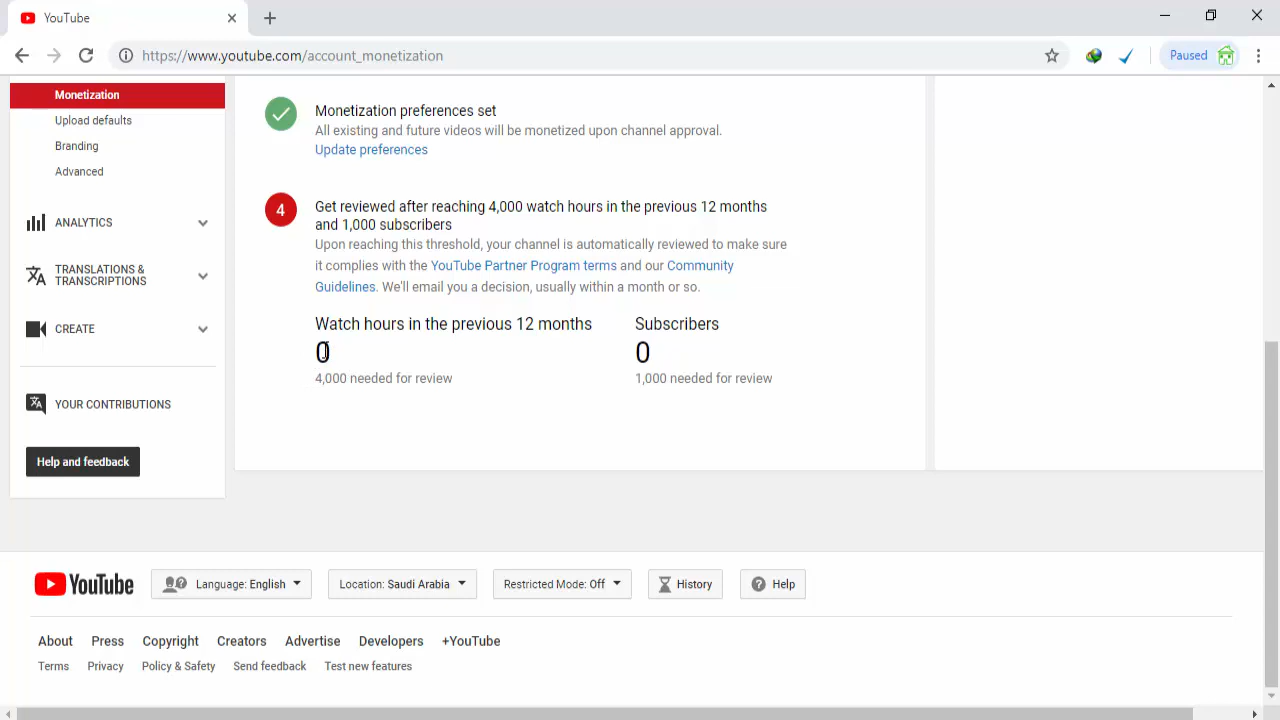 YouTube
https://www.youtube.com/account_monetization
Paused
Monetization
Upload defaults
Branding
Advanced
ANALYTICS
TRANSLATIONS &
TRANSCRIPTIONS
CREATE
YOUR CONTRIBUTIONS
Help and feedback
Monetization preferences set
All existing and future videos will be monetized upon channel approval.
Update preferences
4
Get reviewed after reaching 4,000 watch hours in the previous 12 months
and 1,000 subscribers
Upon reaching this threshold, your channel is automatically reviewed to make sure
it complies with the YouTube Partner Program terms and our Community
Guidelines. We'll email you a decision, usually within a month or so.
Watch hours in the previous 12 months
0
4,000 needed for review
Subscribers
0
1,000 needed for review
YouTube
Language: English
Location: Saudi Arabia
Restricted Mode: Off
History
Help
About Press Copyright Creators Advertise Developers +YouTube
Terms Privacy Policy & Safety Send feedback Test new features